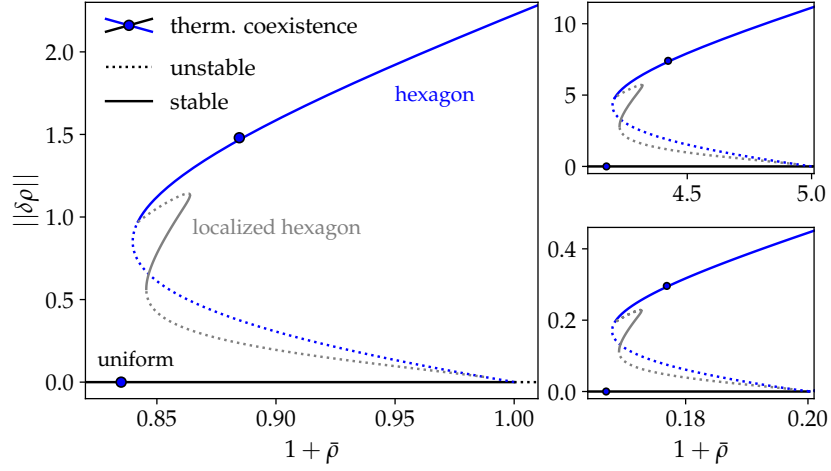 therm. coexistence
unstable
stable
hexagon
localized hexagon
uniform
||δρ||
2.0
1.5
1.0
0.5
0.0
0.85
0.90
0.95
1.00
1 + ρ̄
10
5
0
4.5
5.0
0.4
0.2
0.0
0.18
0.20
1 + ρ̄